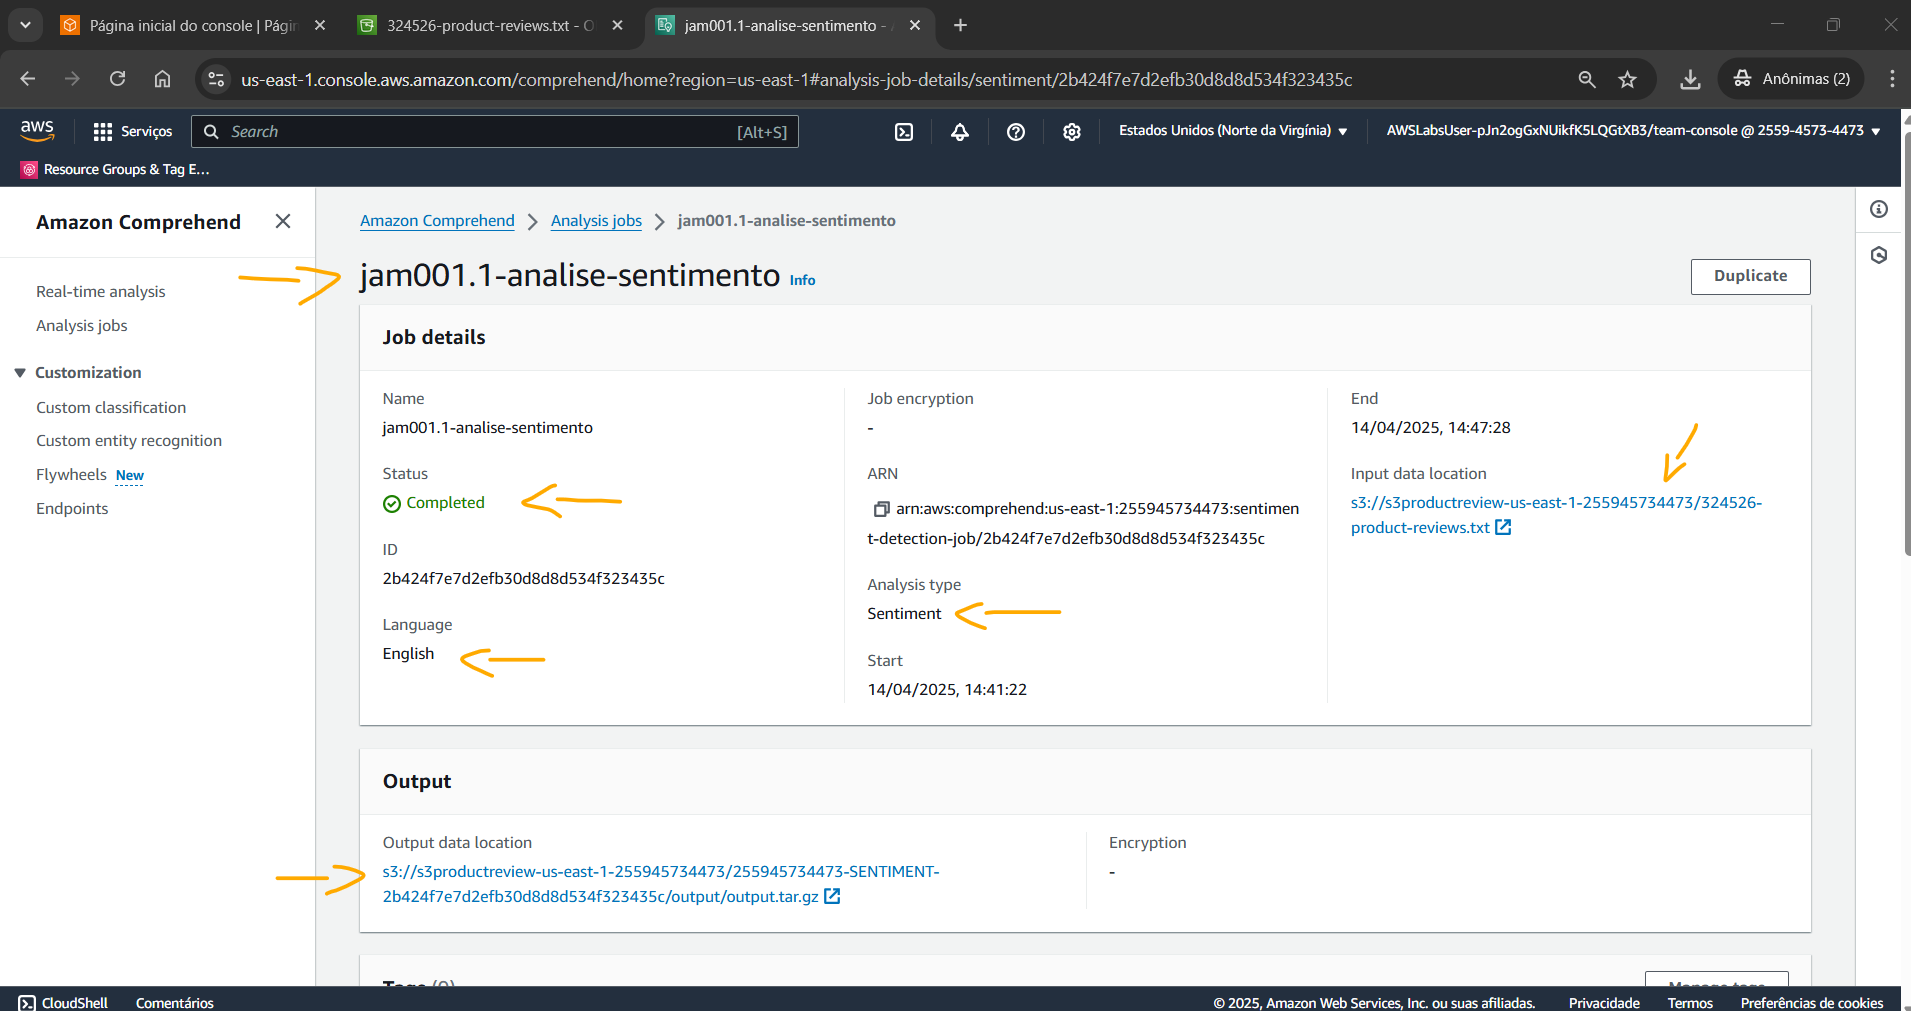 Página inicial do console | Págin
324526-product-reviews.txt - O
jam001.1-analise-sentimento -
us-east-1.console.aws.amazon.com/comprehend/home?region=us-east-1#analysis-job-details/sentiment/2b424f7e7d2efb30d8d8d534f323435c
Anônimas (2)
aws
Serviços
Search
[Alt+S]
Estados Unidos (Norte da Virgínia)
AWSLabsUser-pJn2ogGxNUikfK5LQGtXB3/team-console @ 2559-4573-4473
Resource Groups & Tag E...
Amazon Comprehend
Real-time analysis
Analysis jobs
Customization
Custom classification
Custom entity recognition
Flywheels New
Endpoints
Amazon Comprehend > Analysis jobs > jam001.1-analise-sentimento
jam001.1-analise-sentimento Info
Duplicate
Job details
Name
jam001.1-analise-sentimento
Status
Completed
ID
2b424f7e7d2efb30d8d8d534f323435c
Language
English
Job encryption
-
ARN
arn:aws:comprehend:us-east-1:255945734473:sentimen
t-detection-job/2b424f7e7d2efb30d8d8d534f323435c
Analysis type
Sentiment
Start
14/04/2025, 14:41:22
End
14/04/2025, 14:47:28
Input data location
s3://s3productreview-us-east-1-255945734473/324526-
product-reviews.txt
Output
Output data location
s3://s3productreview-us-east-1-255945734473/255945734473-SENTIMENT-
2b424f7e7d2efb30d8d8d534f323435c/output/output.tar.gz
Encryption
-
Tags (0)
Manage tags
CloudShell
Comentários
© 2025, Amazon Web Services, Inc. ou suas afiliadas.
Privacidade
Termos
Preferências de cookies